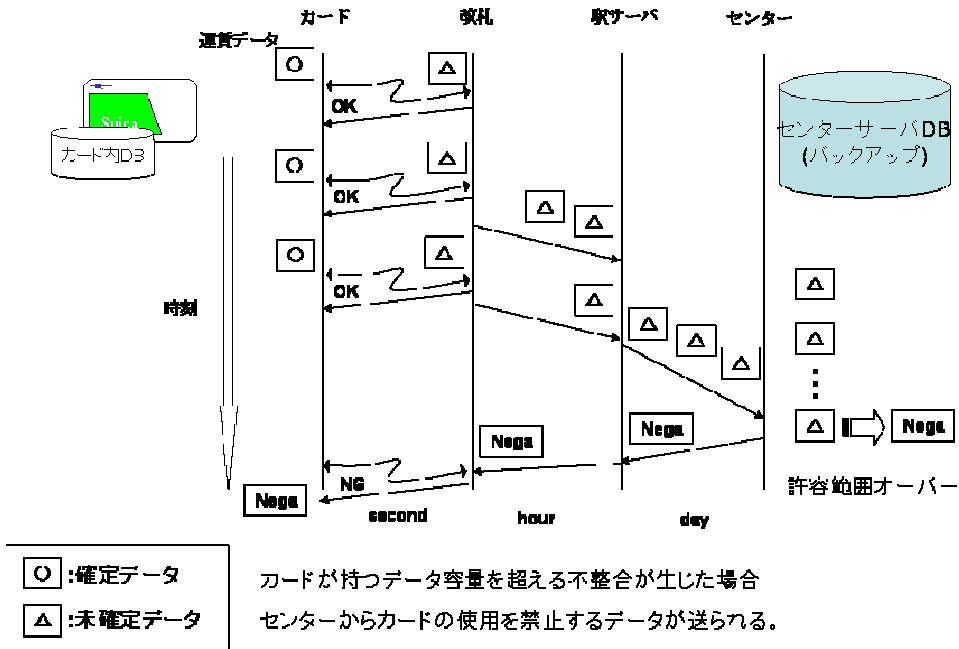 カード 改札 駅サーバ センター
運賃データ
OK
Suica
カード内DB
センターサーバDB
(バックアップ)
OK
OK
時刻
Nega
Nega
Nega
NG
Nega
許容範囲オーバー
second hour day
:確定データ
:未確定データ
カードが持つデータ容量を超える不整合が生じた場合
センターからカードの使用を禁止するデータが送られる。